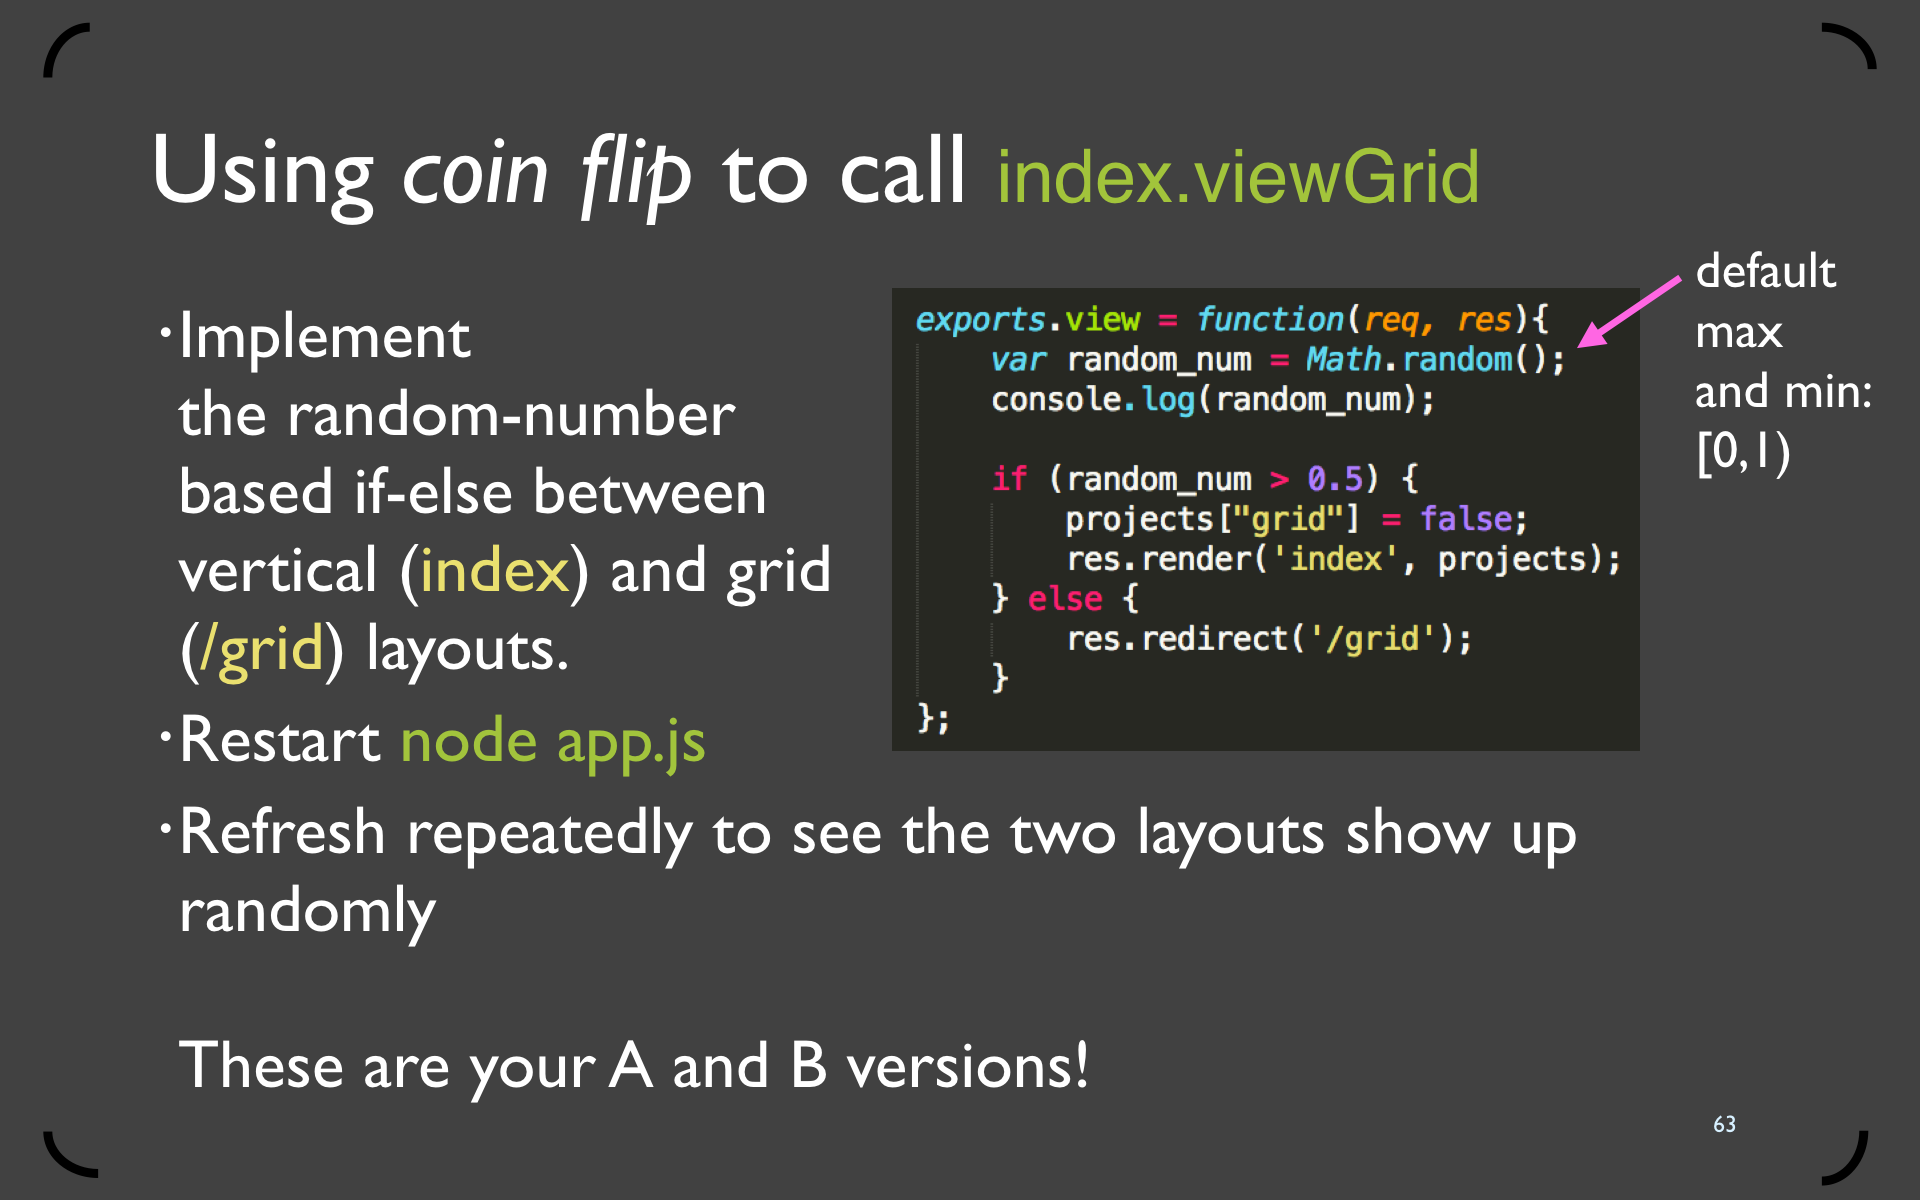 Using coin flip to call index.viewGrid
•Implement
the random-number
based if-else between
vertical (index) and grid
(/grid) layouts.
•Restart node app.js
•Refresh repeatedly to see the two layouts show up
randomly
These are your A and B versions!
exports.view = function(req, res){
    var random_num = Math.random();
    console.log(random_num);
    if (random_num > 0.5) {
        projects["grid"] = false;
        res.render('index', projects);
    } else {
        res.redirect('/grid');
    }
};
default
max
and min:
[0,1)
63